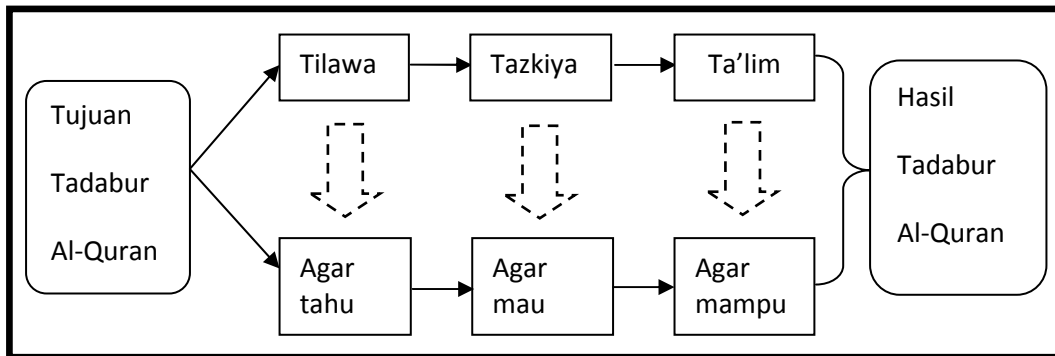 Tujuan
Tadabur
Al-Quran
Tilawa
Tazkiya
Ta’lim
Agar
tahu
Agar
mau
Agar
mampu
Hasil
Tadabur
Al-Quran